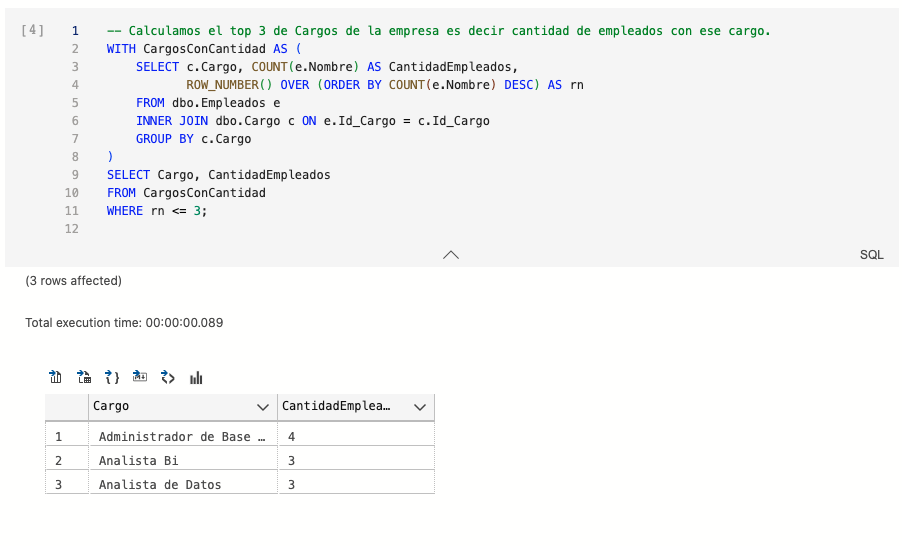 [4]
1 -- Calculamos el top 3 de Cargos de la empresa es decir cantidad de empleados con ese cargo.
2 WITH CargosConCantidad AS (
3 SELECT c.Cargo, COUNT(e.Nombre) AS CantidadEmpleados,
4 ROW_NUMBER() OVER (ORDER BY COUNT(e.Nombre) DESC) AS rn
5 FROM dbo.Empleados e
6 INNER JOIN dbo.Cargo c ON e.Id_Cargo = c.Id_Cargo
7 GROUP BY c.Cargo
8 )
9 SELECT Cargo, CantidadEmpleados
10 FROM CargosConCantidad
11 WHERE rn <= 3;
12
SQL
(3 rows affected)
Total execution time: 00:00:00.089
Cargo CantidadEmplea…
1 Administrador de Base … 4
2 Analista Bi 3
3 Analista de Datos 3